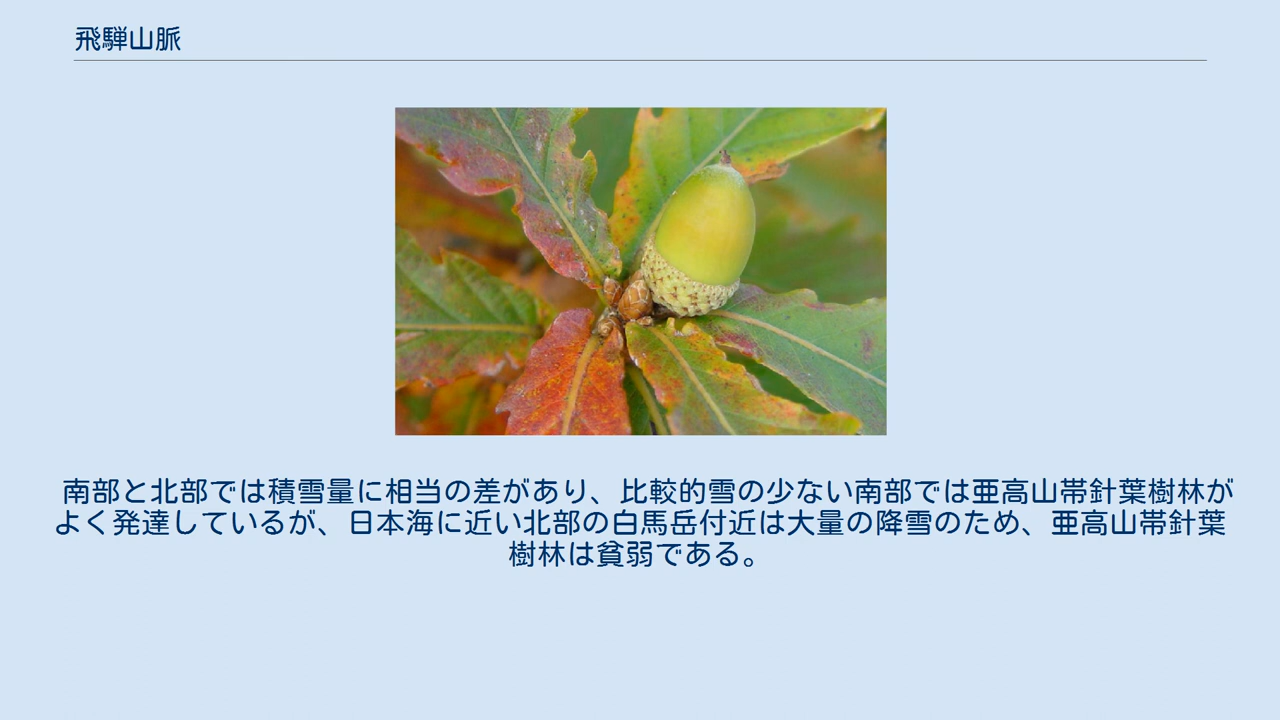 飛騨山脈
南部と北部では積雪量に相当の差があり、比較的雪の少ない南部では亜高山帯針葉樹林が
よく発達しているが、日本海に近い北部の白馬岳付近は大量の降雪のため、亜高山帯針葉
樹林は貧弱である。